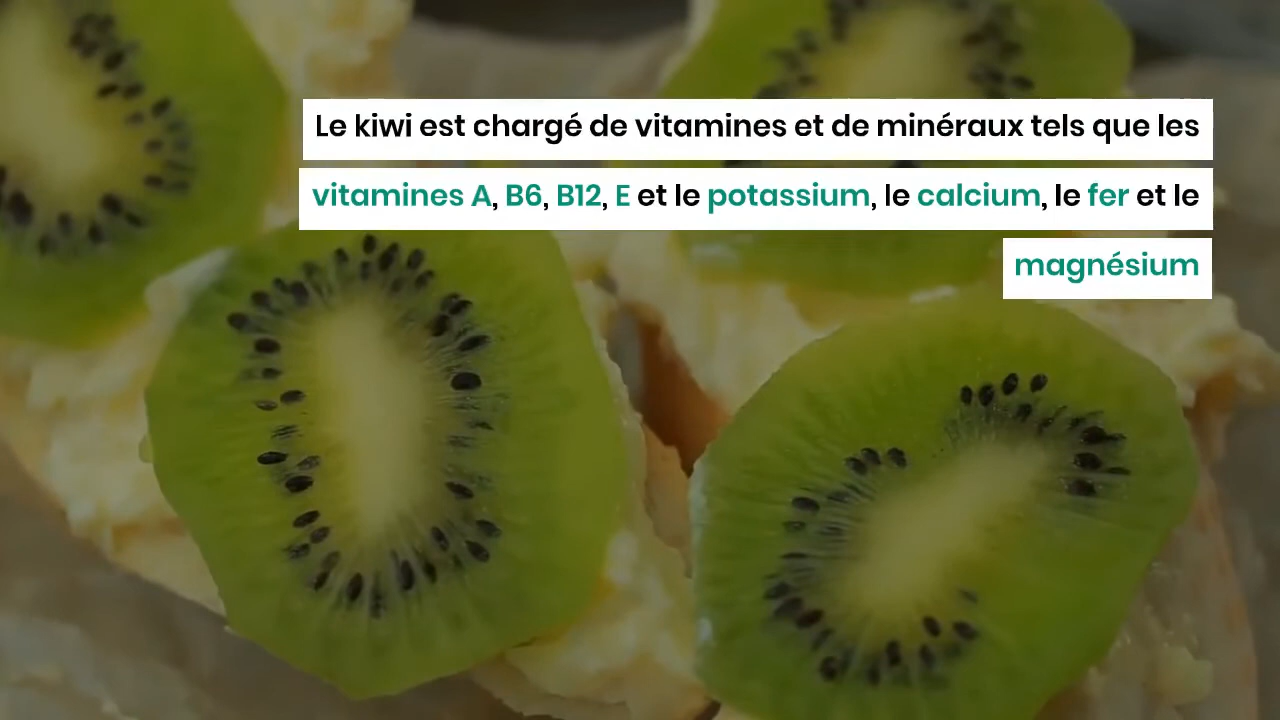 Le kiwi est chargé de vitamines et de minéraux tels que les
vitamines A, B6, B12, E et le potassium, le calcium, le fer et le
magnésium